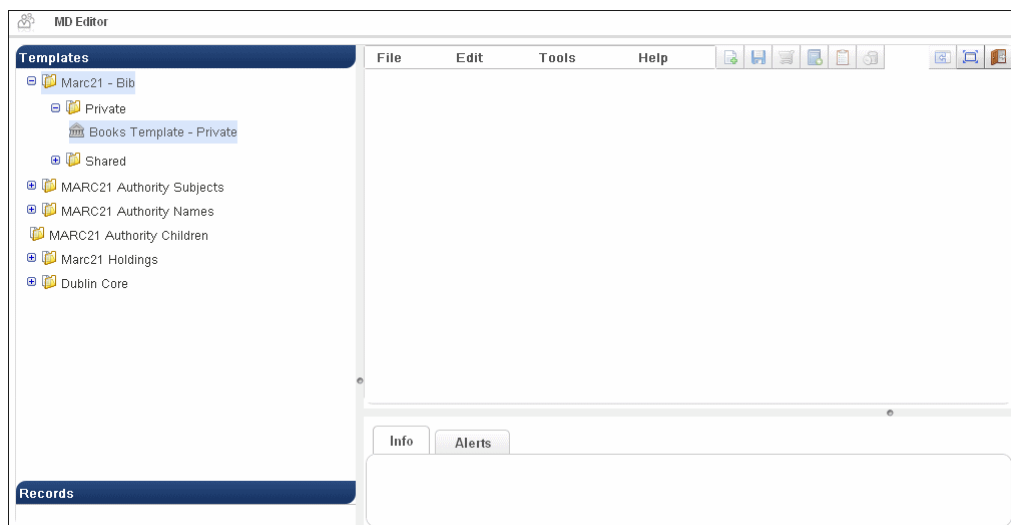 MD Editor
Templates
Marc21 - Bib
Private
Books Template - Private
Shared
MARC21 Authority Subjects
MARC21 Authority Names
MARC21 Authority Children
Marc21 Holdings
Dublin Core
Records
File Edit Tools Help
Info Alerts